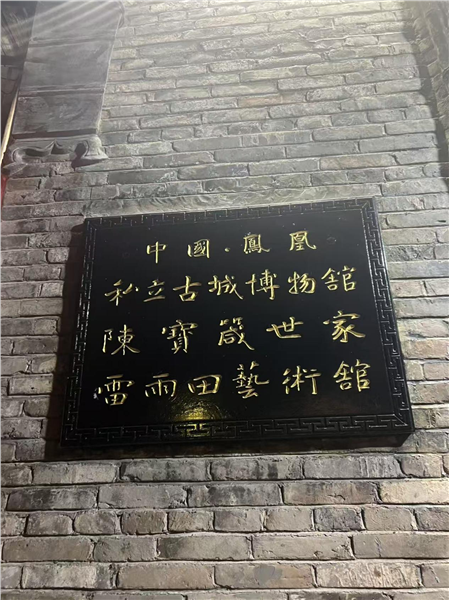 中國·鳳凰
私立古城博物館
陳寶箴世家
雷雨田藝術館